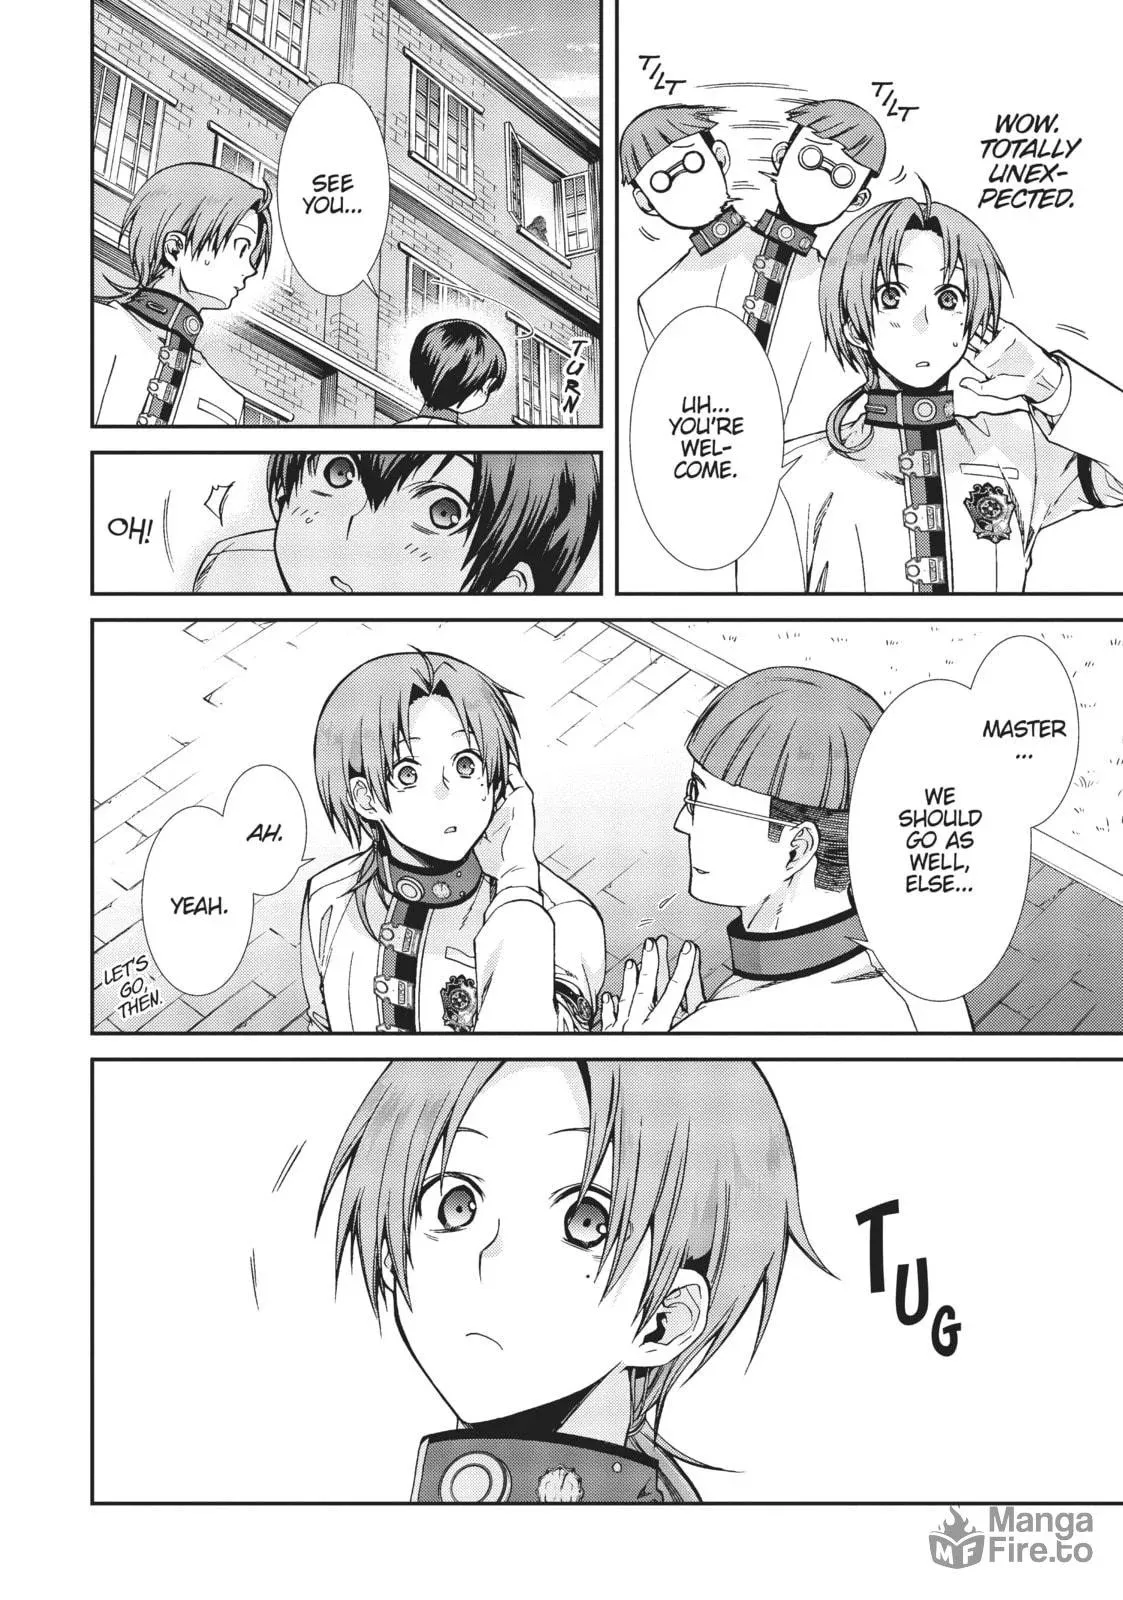 TILT
TILT
WOW.
TOTALLY
UNEX-
PECTED.
UH...
YOU'RE
WEL-
COME.
SEE
YOU...
TURN
OH!
MASTER
...
WE
SHOULD
GO AS
WELL,
ELSE...
AH.
YEAH.
LET'S
GO,
THEN.
TUG
MF
Manga
Fire.to